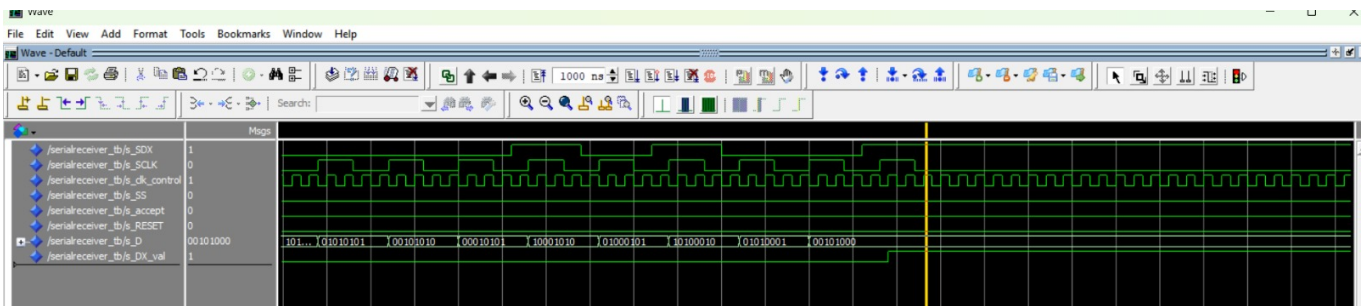 Wave
File Edit View Add Format Tools Bookmarks Window Help
Wave - Default
1000 ns
Search:
Msgs
/serialreceiver_tb/s_SDX 1
/serialreceiver_tb/s_SCLK 0
/serialreceiver_tb/s_clk_control 1
/serialreceiver_tb/s_SS 0
/serialreceiver_tb/s_accept 0
/serialreceiver_tb/s_RESET 0
/serialreceiver_tb/s_D 00101000 101... 01010101 00101010 00010101 10001010 01000101 10100010 01010001 00101000
/serialreceiver_tb/s_DX_val 1